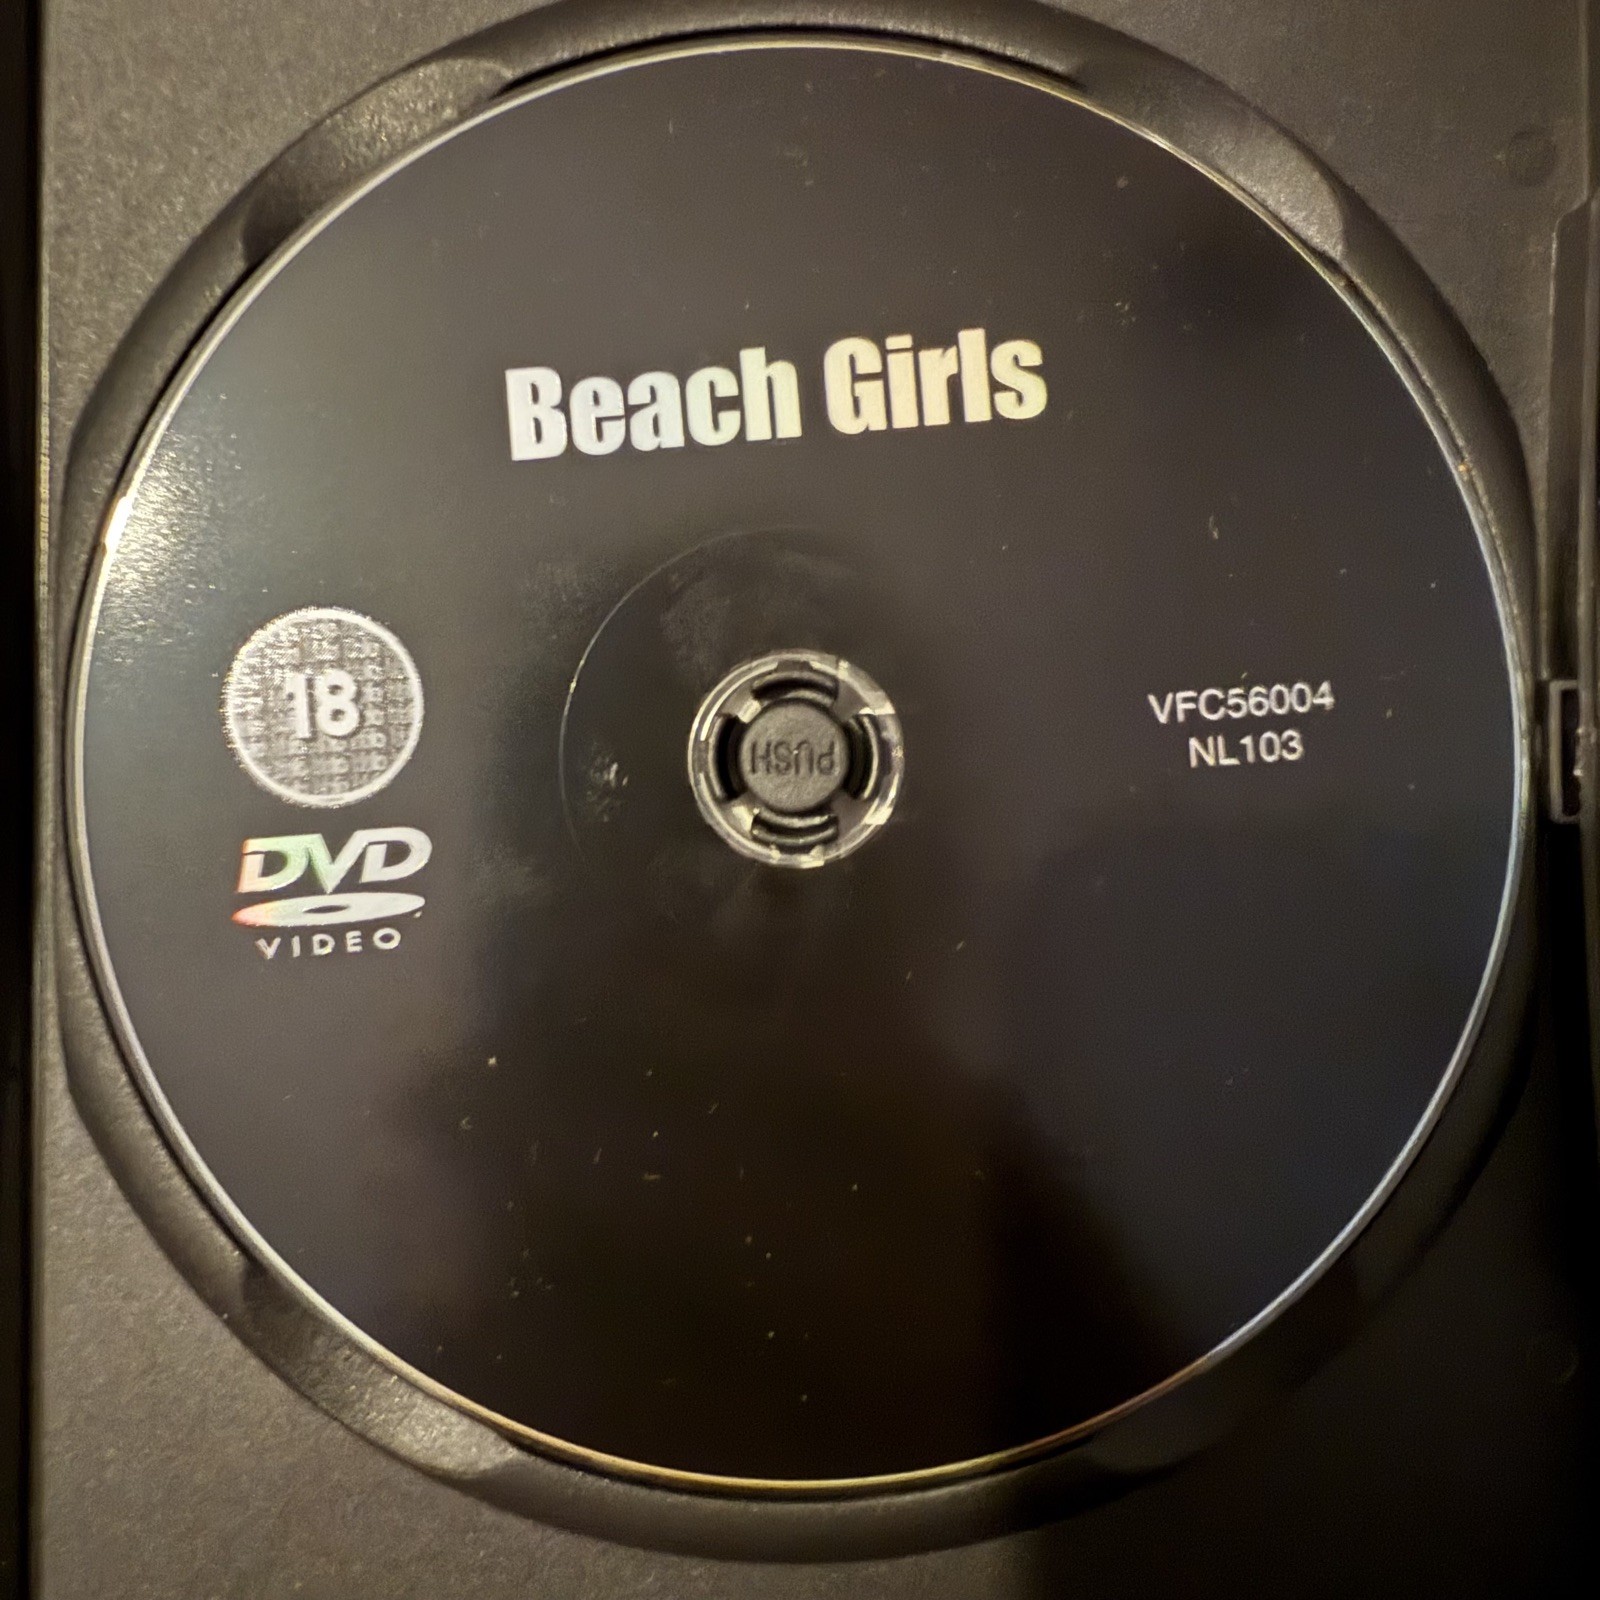 Beach Girls
18
VFC56004
NL103
PUSH
DVD
VIDEO